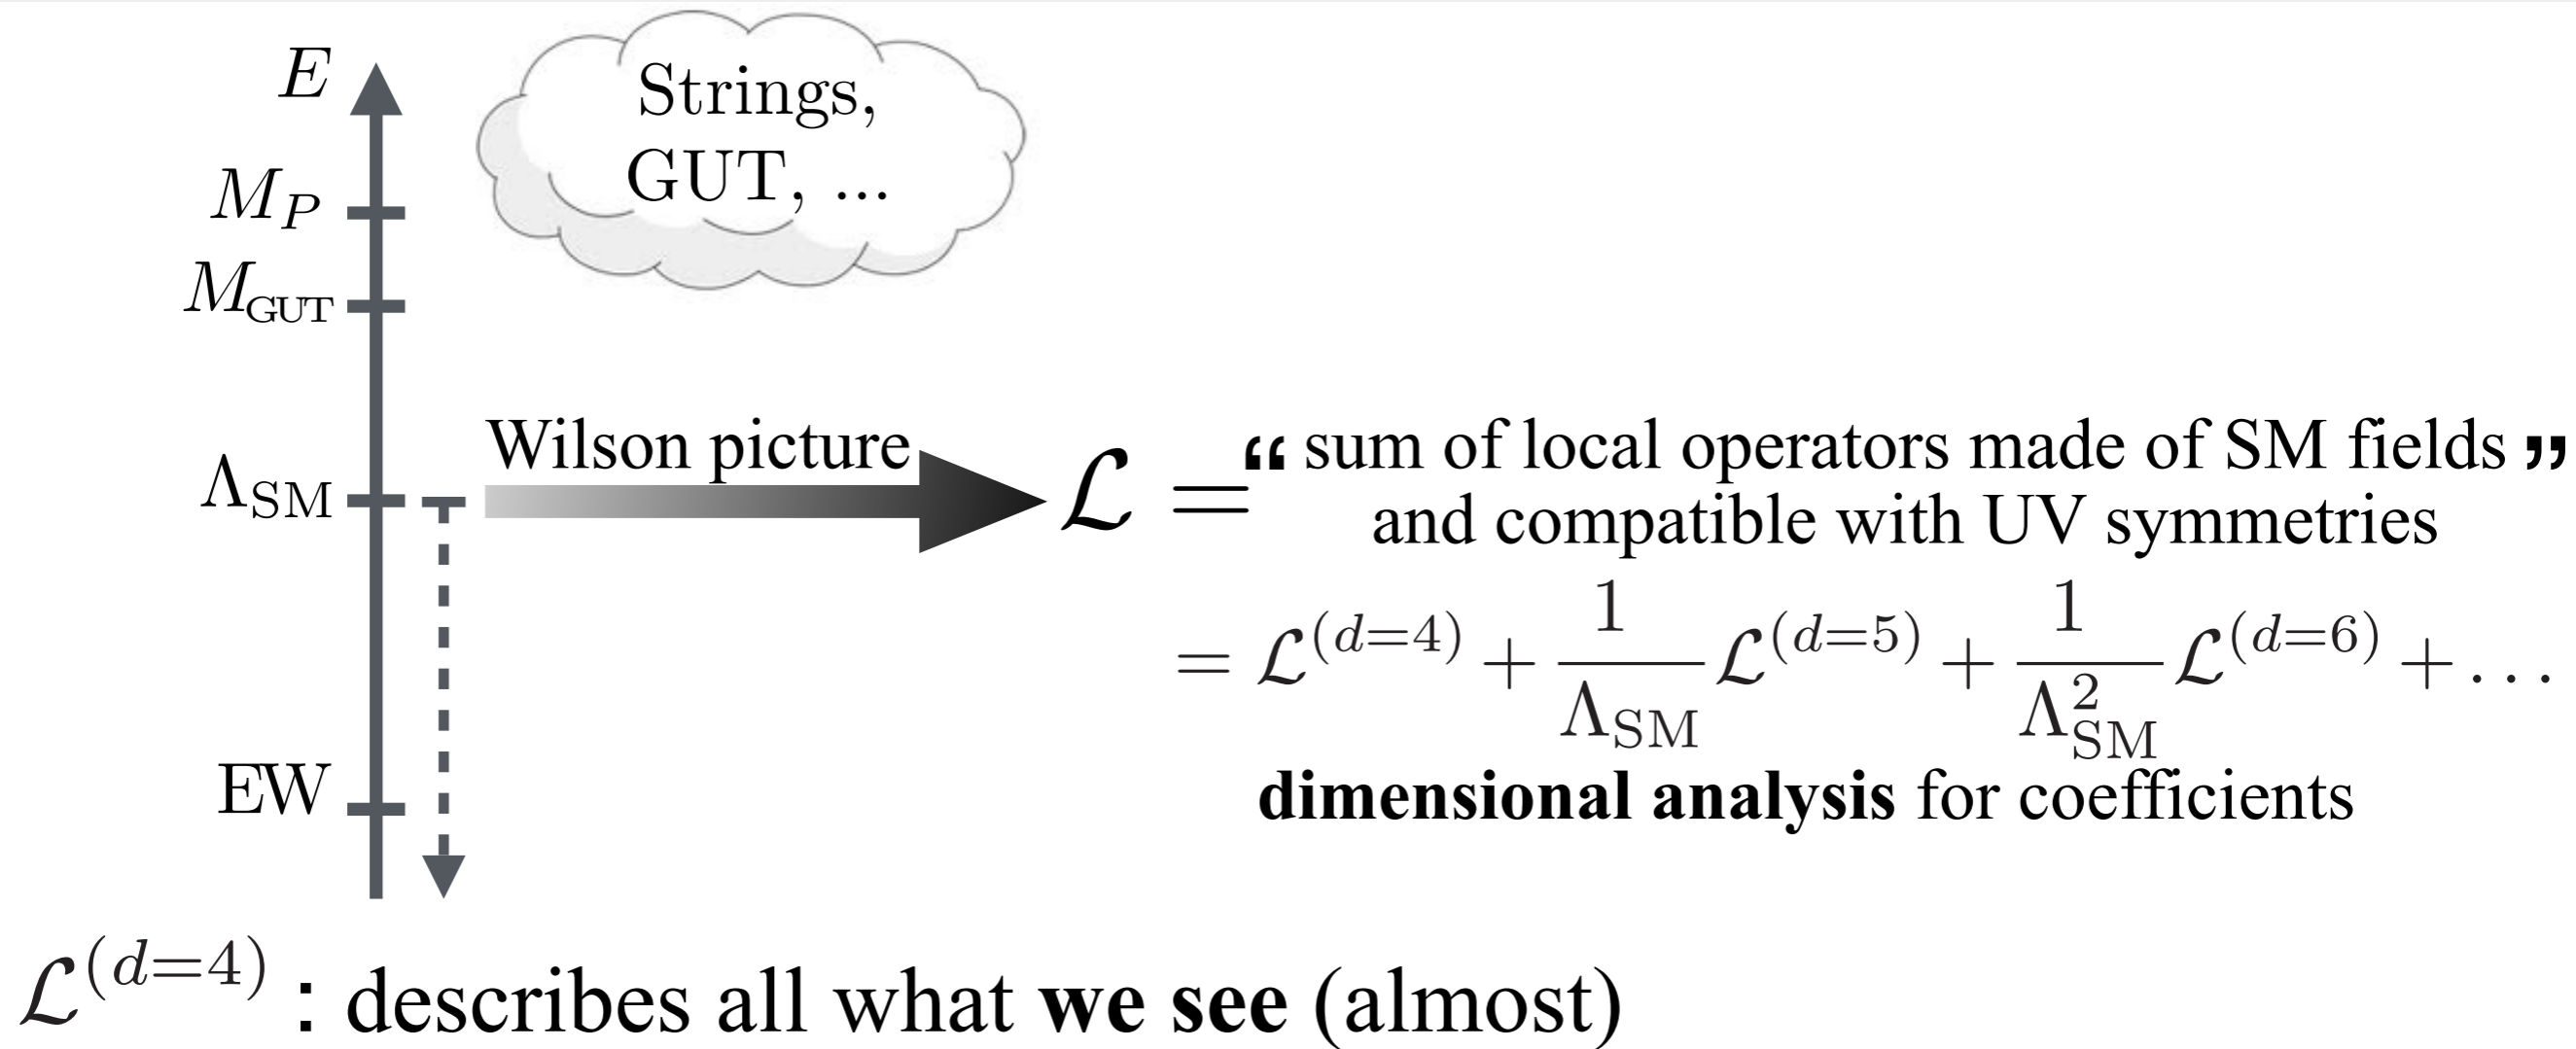 E
Strings,
GUT, ...
M_P
M_GUT
Λ_SM
Wilson picture
ℒ = “ sum of local operators made of SM fields ”
and compatible with UV symmetries
= ℒ^(d=4) + 1/Λ_SM ℒ^(d=5) + 1/Λ_SM^2 ℒ^(d=6) + . . .
EW
dimensional analysis for coefficients
ℒ^(d=4) : describes all what we see (almost)